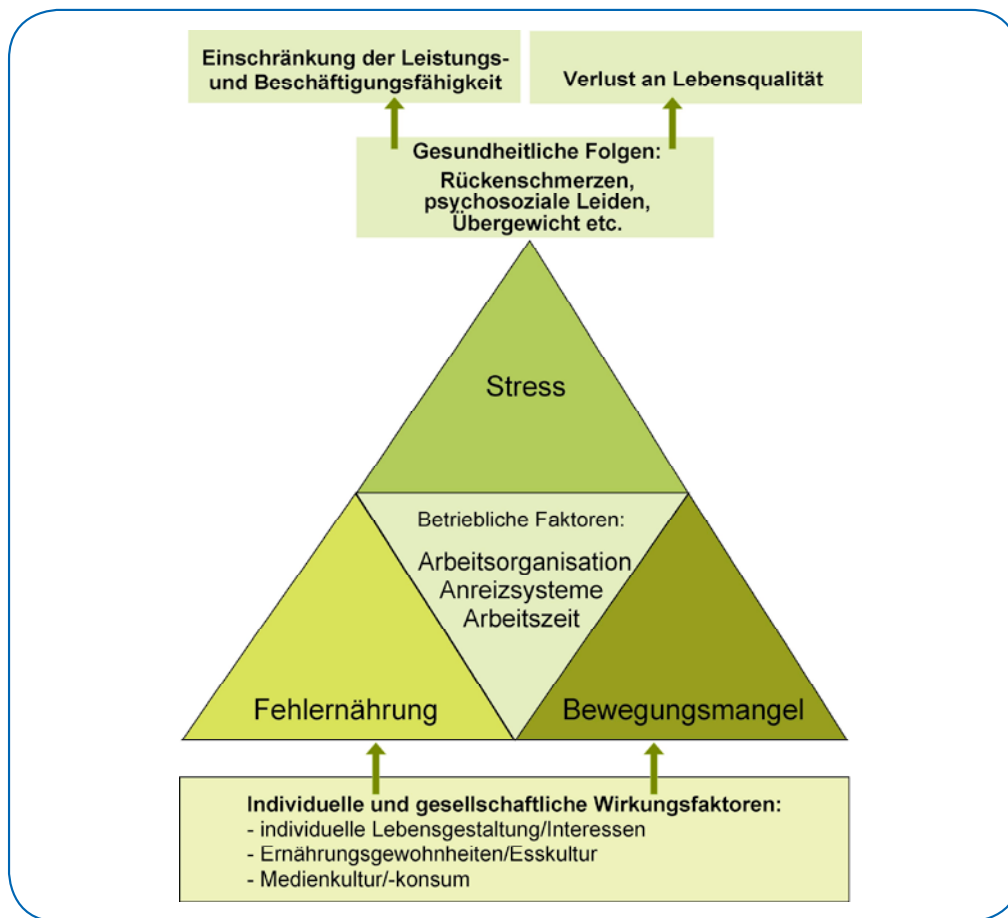 Einschränkung der Leistungs-
und Beschäftigungsfähigkeit
Verlust an Lebensqualität
Gesundheitliche Folgen:
Rückenschmerzen,
psychosoziale Leiden,
Übergewicht etc.
Stress
Betriebliche Faktoren:
Arbeitsorganisation
Anreizsysteme
Arbeitszeit
Fehlernährung
Bewegungsmangel
Individuelle und gesellschaftliche Wirkungsfaktoren:
- individuelle Lebensgestaltung/Interessen
- Ernährungsgewohnheiten/Esskultur
- Medienkultur/-konsum